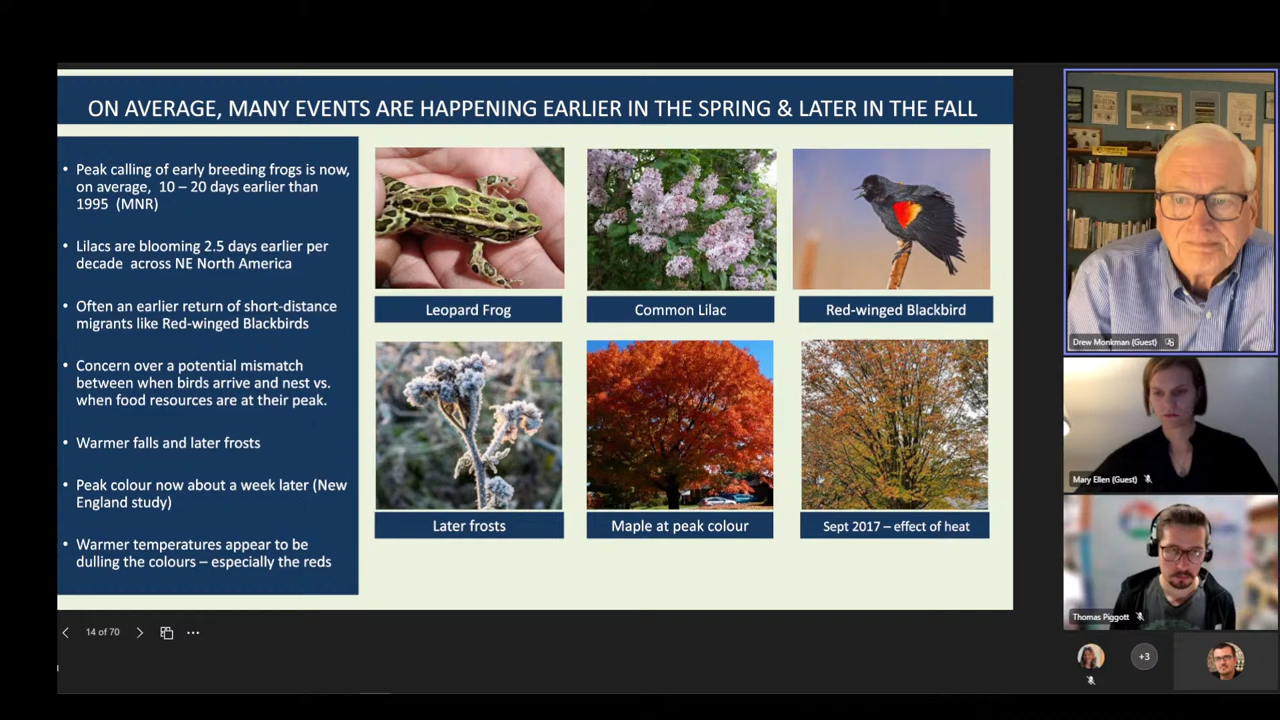 ON AVERAGE, MANY EVENTS ARE HAPPENING EARLIER IN THE SPRING & LATER IN THE FALL
• Peak calling of early breeding frogs is now,
on average, 10 – 20 days earlier than
1995 (MNR)
• Lilacs are blooming 2.5 days earlier per
decade across NE North America
• Often an earlier return of short-distance
migrants like Red-winged Blackbirds
• Concern over a potential mismatch
between when birds arrive and nest vs.
when food resources are at their peak.
• Warmer falls and later frosts
• Peak colour now about a week later (New
England study)
• Warmer temperatures appear to be
dulling the colours – especially the reds
Leopard Frog
Common Lilac
Red-winged Blackbird
Later frosts
Maple at peak colour
Sept 2017 – effect of heat
14 of 70
Drew Monkman (Guest)
Mary Ellen (Guest)
Thomas Piggott
+3